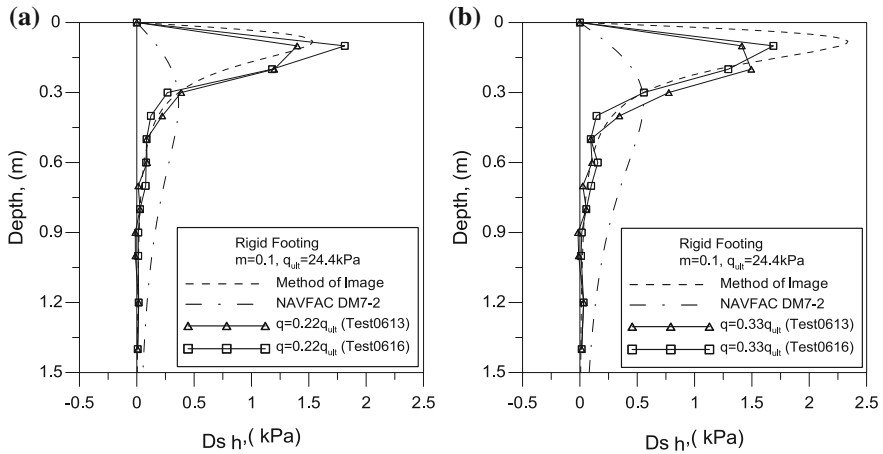 (a)
0
0.3
0.6
0.9
1.2
1.5
Depth, (m)
-0.5 0 0.5 1 1.5 2 2.5
Ds h',( kPa)
Rigid Footing
m=0.1, qult=24.4kPa
Method of Image
NAVFAC DM7-2
q=0.22qult (Test0613)
q=0.22qult (Test0616)
(b)
0
0.3
0.6
0.9
1.2
1.5
Depth, (m)
-0.5 0 0.5 1 1.5 2 2.5
Ds h',( kPa)
Rigid Footing
m=0.1, qult=24.4kPa
Method of Image
NAVFAC DM7-2
q=0.33qult (Test0613)
q=0.33qult (Test0616)